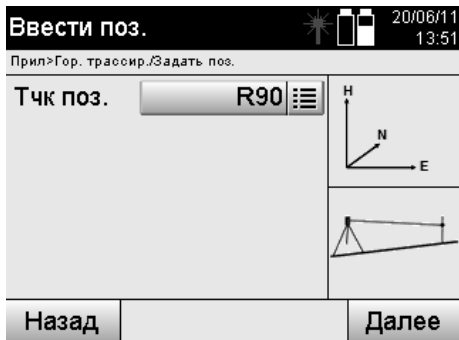 Ввести поз.
20/06/11
13:51
Прил>Гор. трассир./Задать поз.
Тчк поз.
R90
H
N
E
Назад
Далее